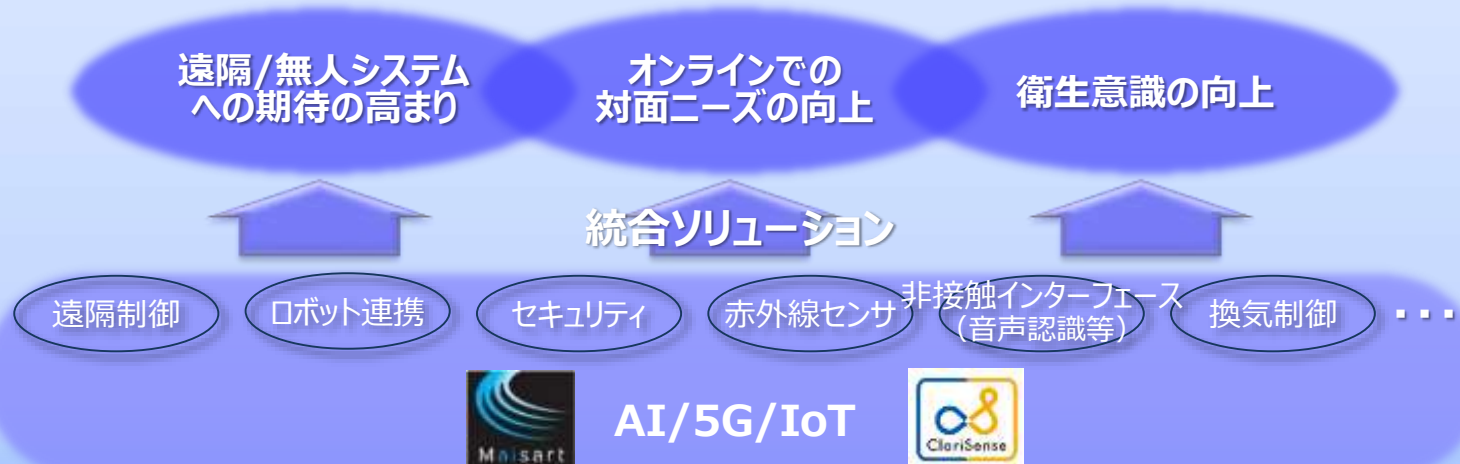 遠隔/無人システム
への期待の高まり
オンラインでの
対面ニーズの向上
衛生意識の向上
統合ソリューション
遠隔制御
ロボット連携
セキュリティ
赤外線センサ
非接触インターフェース
(音声認識等)
換気制御
・・・
Maisart
AI/5G/IoT
ClariSense